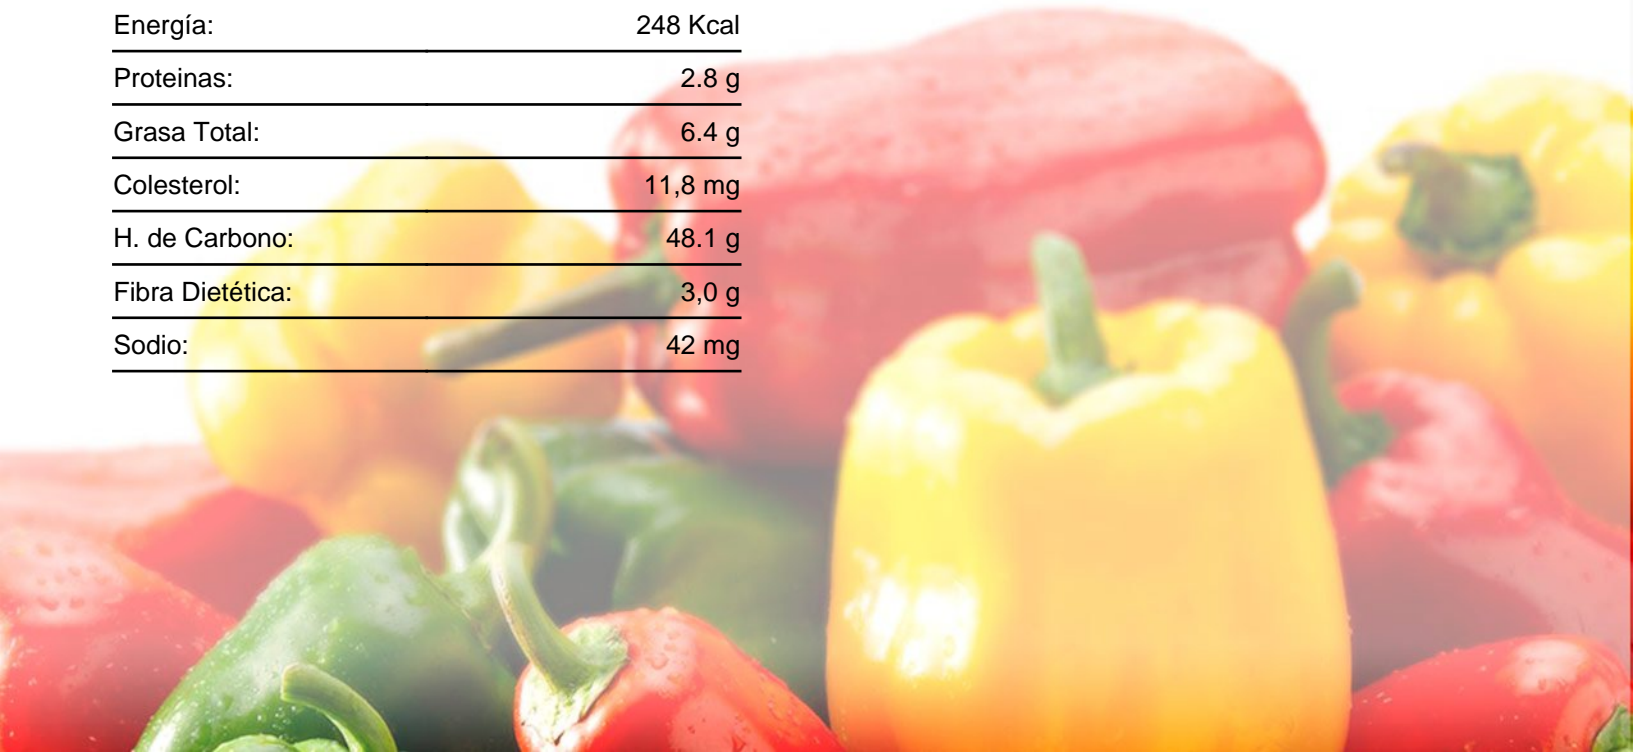 Energía: 248 Kcal
Proteinas: 2.8 g
Grasa Total: 6.4 g
Colesterol: 11,8 mg
H. de Carbono: 48.1 g
Fibra Dietética: 3,0 g
Sodio: 42 mg